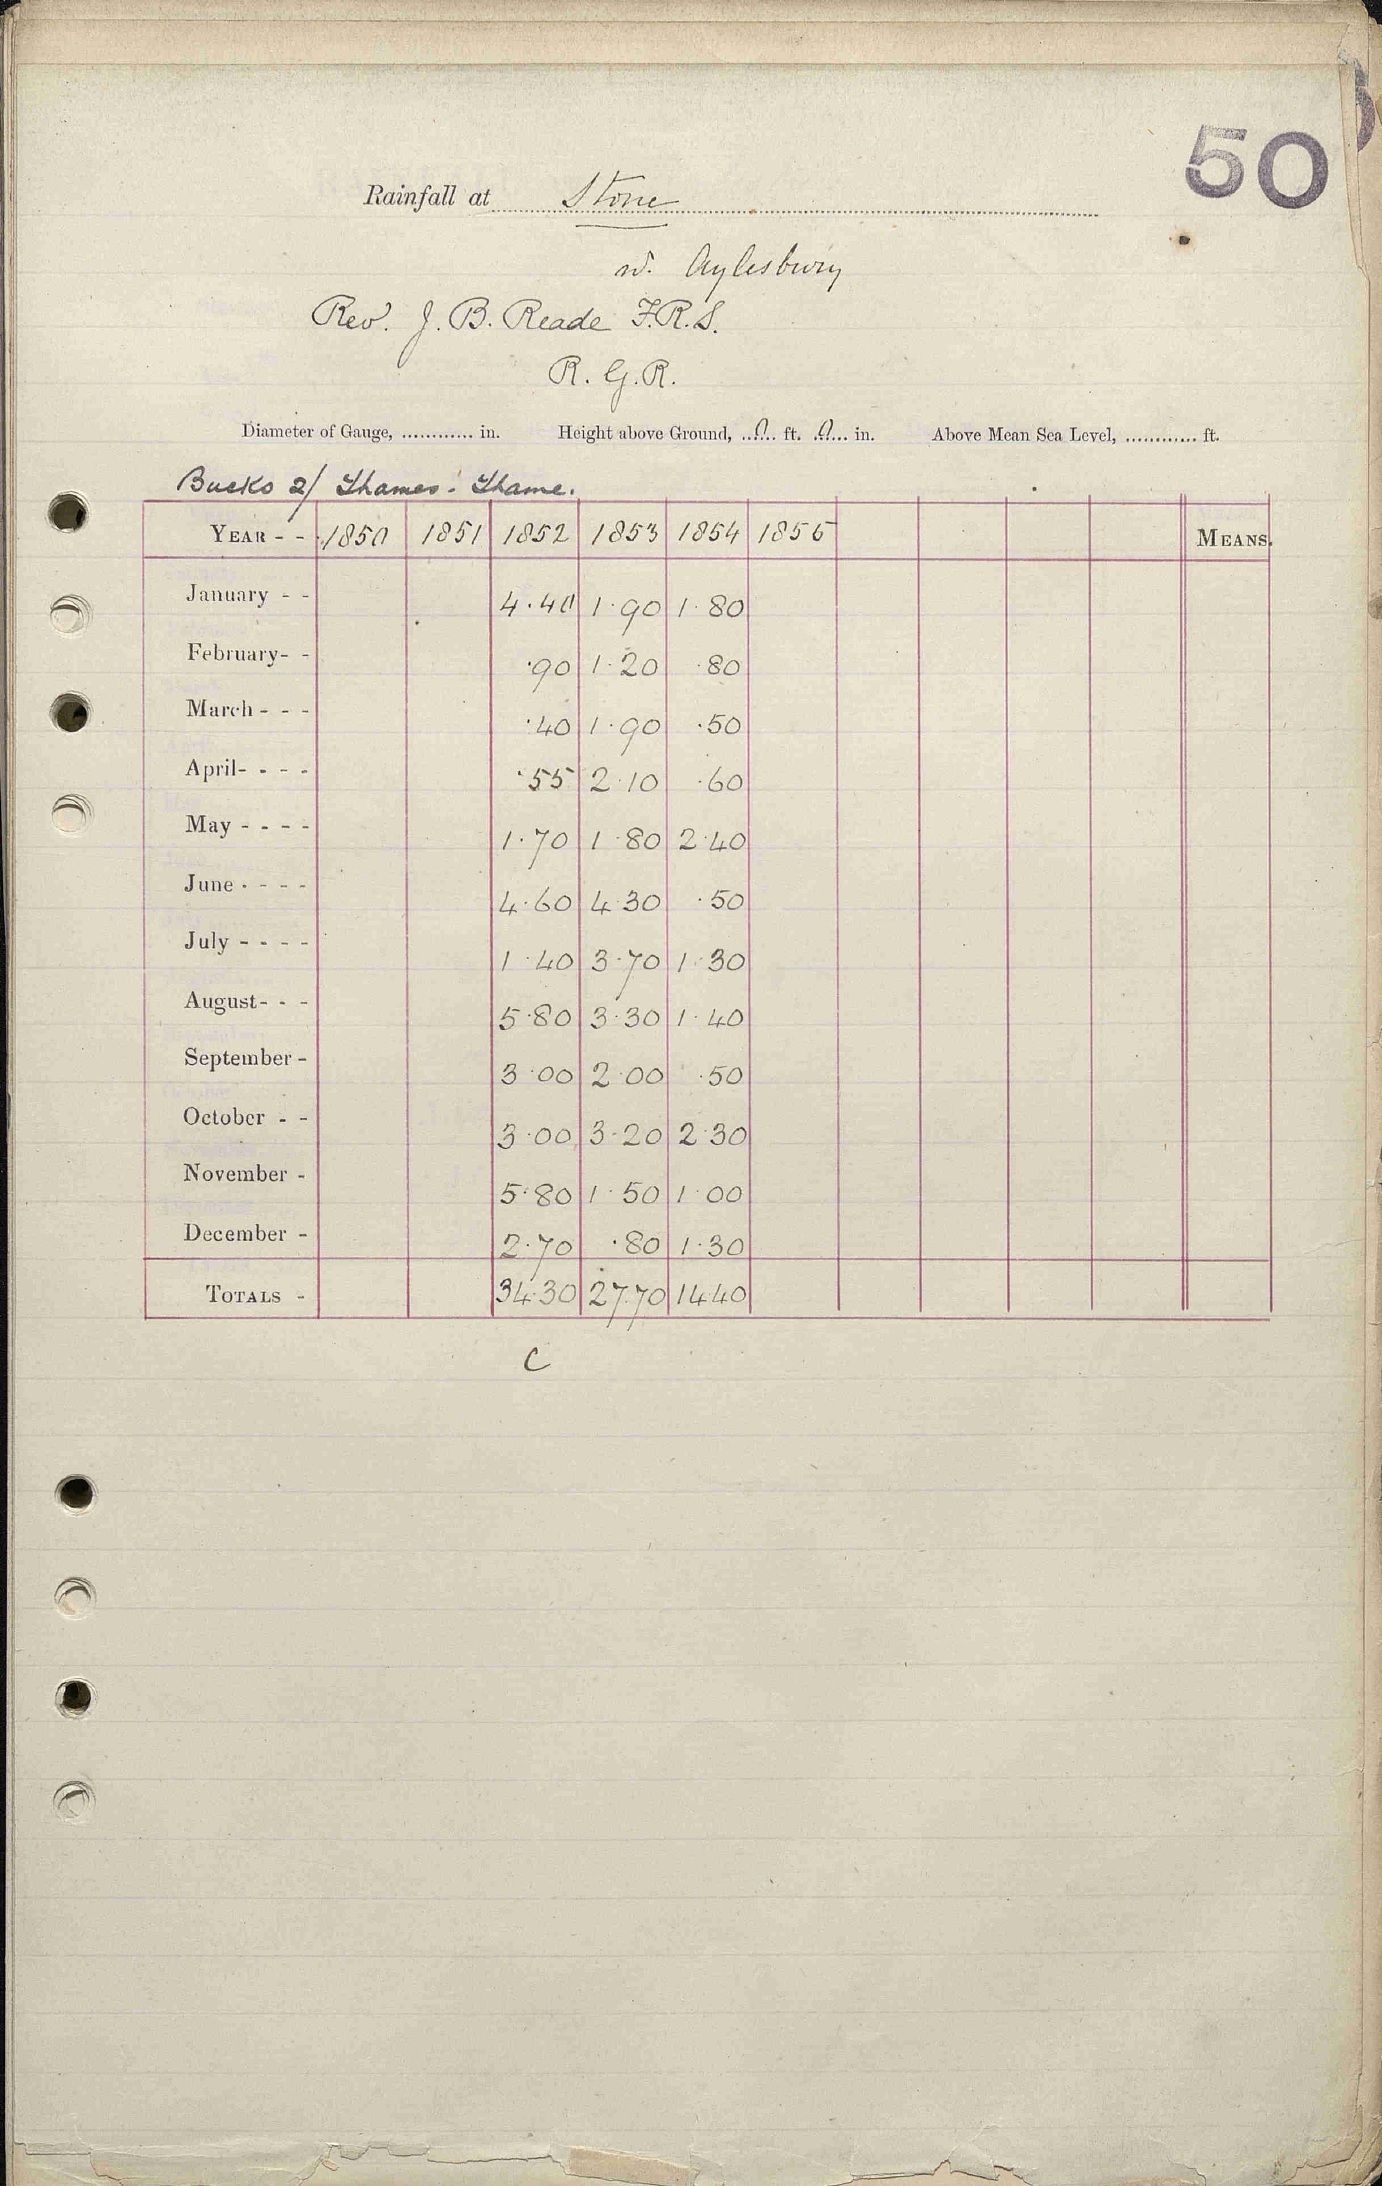 50
Rainfall at Stone
nr. Aylesbury
Rev. J. B. Reade F.R.S.
R. G. R.
Diameter of Gauge, ............ in. Height above Ground, ...0... ft. ...0... in. Above Mean Sea Level, ............ ft.
Bucks 2/ Thames : Thame.
YEAR - - 1850 1851 1852 1853 1854 1855 MEANS.
January - - 4.40 1.90 1.80
February- - .90 1.20 .80
March - - - .40 1.90 .50
April- - - - .55 2.10 .60
May - - - - 1.70 1.80 2.40
June - - - - 4.60 4.30 .50
July - - - - 1.40 3.70 1.30
August- - - 5.80 3.30 1.40
September - 3.00 2.00 .50
October - - 3.00 3.20 2.30
November - 5.80 1.50 1.00
December - 2.70 .80 1.30
TOTALS - 34.30 27.70 14.40
C